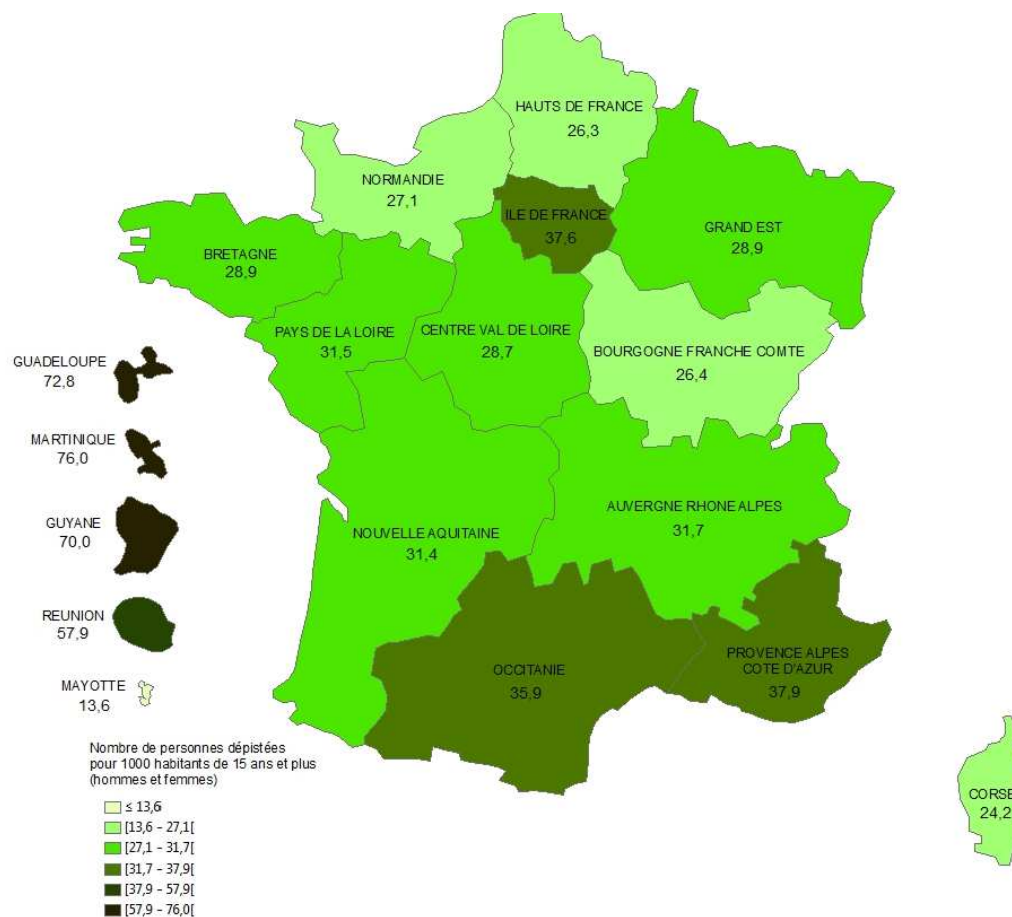 HAUTS DE FRANCE
26,3
NORMANDIE
27,1
ILE DE FRANCE
37,6
GRAND EST
28,9
BRETAGNE
28,9
PAYS DE LA LOIRE
31,5
CENTRE VAL DE LOIRE
28,7
BOURGOGNE FRANCHE COMTE
26,4
GUADELOUPE
72,8
MARTINIQUE
76,0
GUYANE
70,0
REUNION
57,9
MAYOTTE
13,6
NOUVELLE AQUITAINE
31,4
AUVERGNE RHONE ALPES
31,7
OCCITANIE
35,9
PROVENCE ALPES
COTE D'AZUR
37,9
CORSE
24,2
Nombre de personnes dépistées
pour 1000 habitants de 15 ans et plus
(hommes et femmes)
≤ 13,6
[13,6 – 27,1[
[27,1 – 31,7[
[31,7 – 37,9[
[37,9 – 57,9[
[57,9 – 76,0[